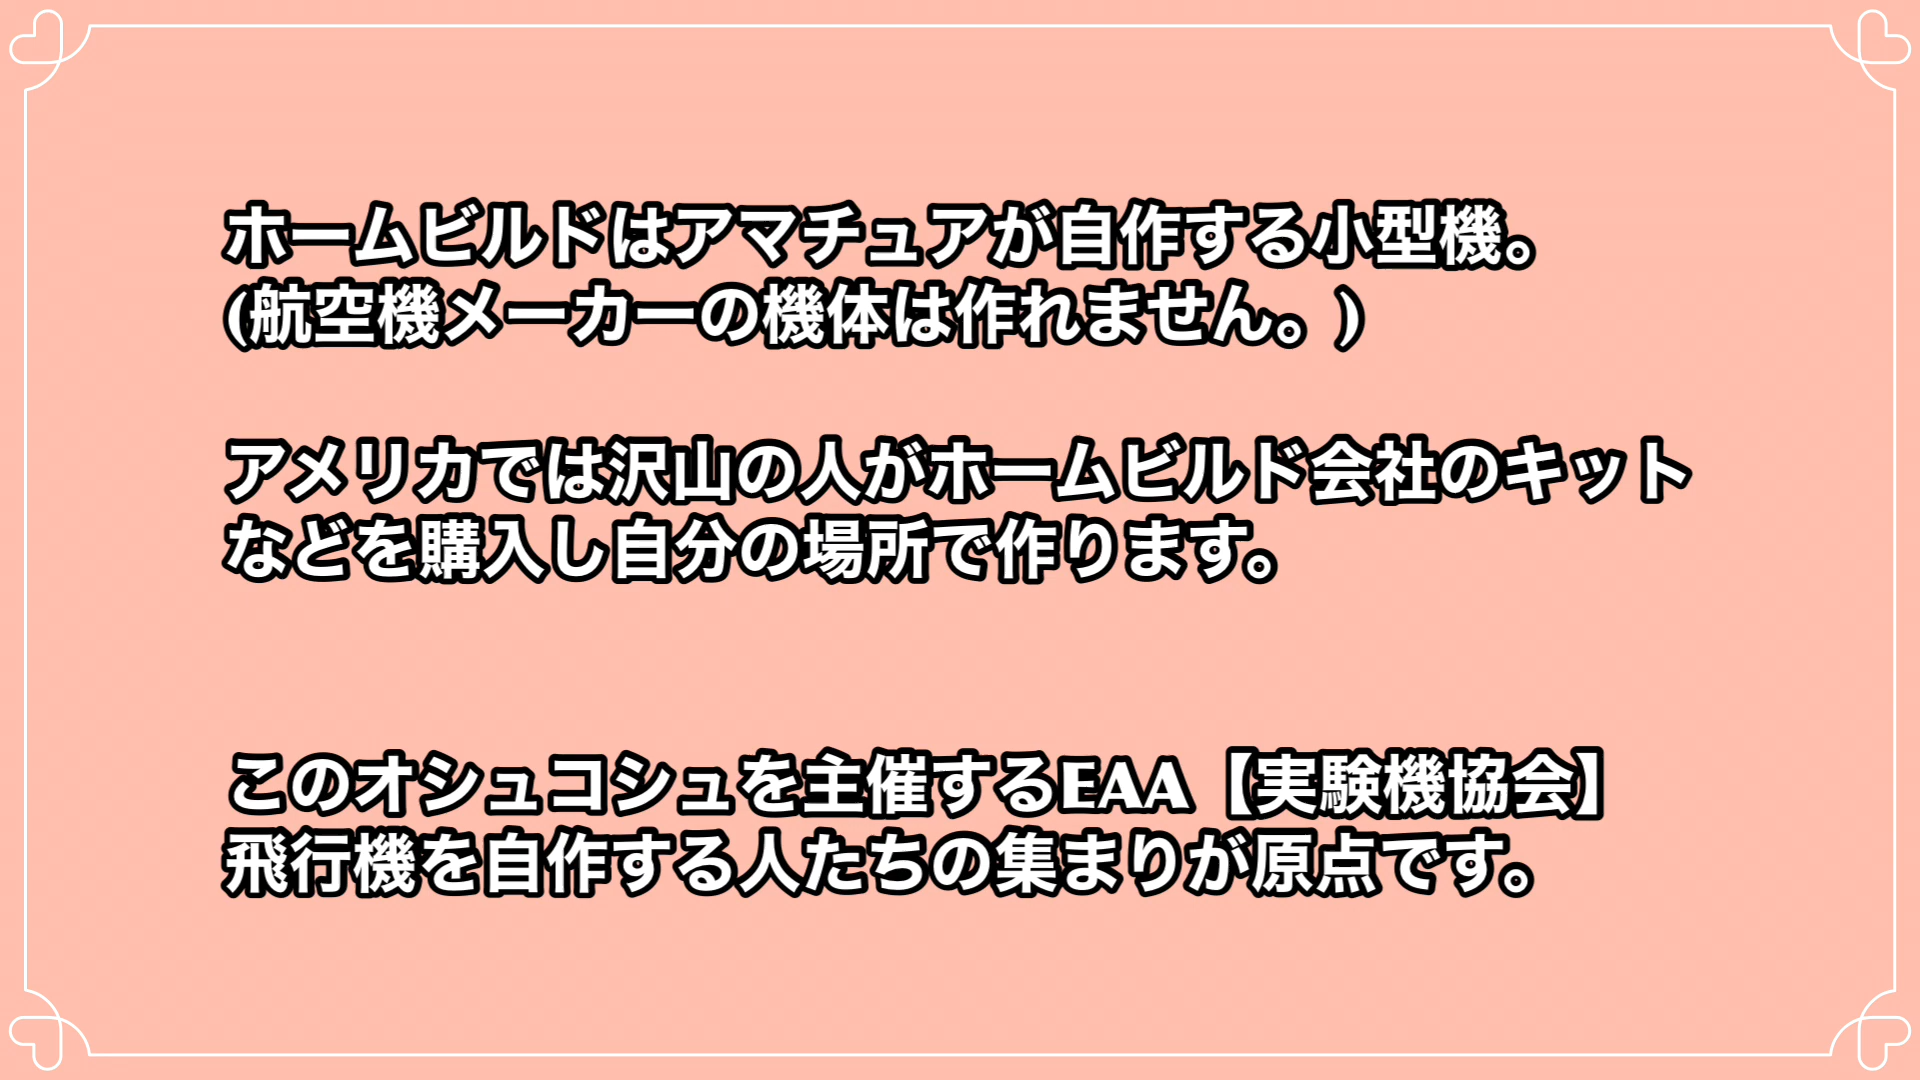 ホームビルドはアマチュアが自作する小型機。
(航空機メーカーの機体は作れません。)
アメリカでは沢山の人がホームビルド会社のキット
などを購入し自分の場所で作ります。
このオシュコシュを主催するEAA【実験機協会】
飛行機を自作する人たちの集まりが原点です。